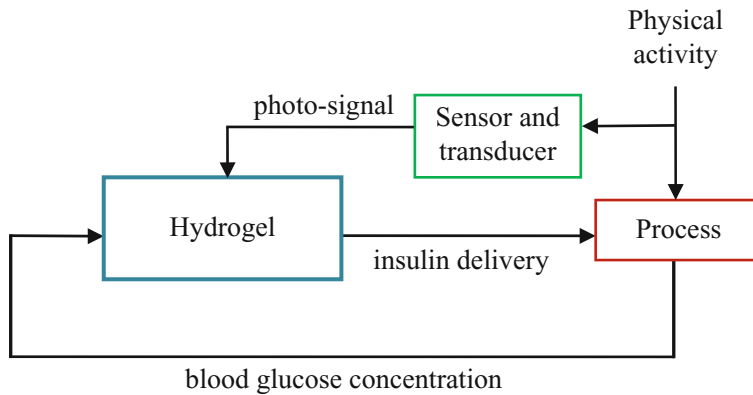 Physical
activity
photo-signal
Sensor and
transducer
Hydrogel
Process
insulin delivery
blood glucose concentration